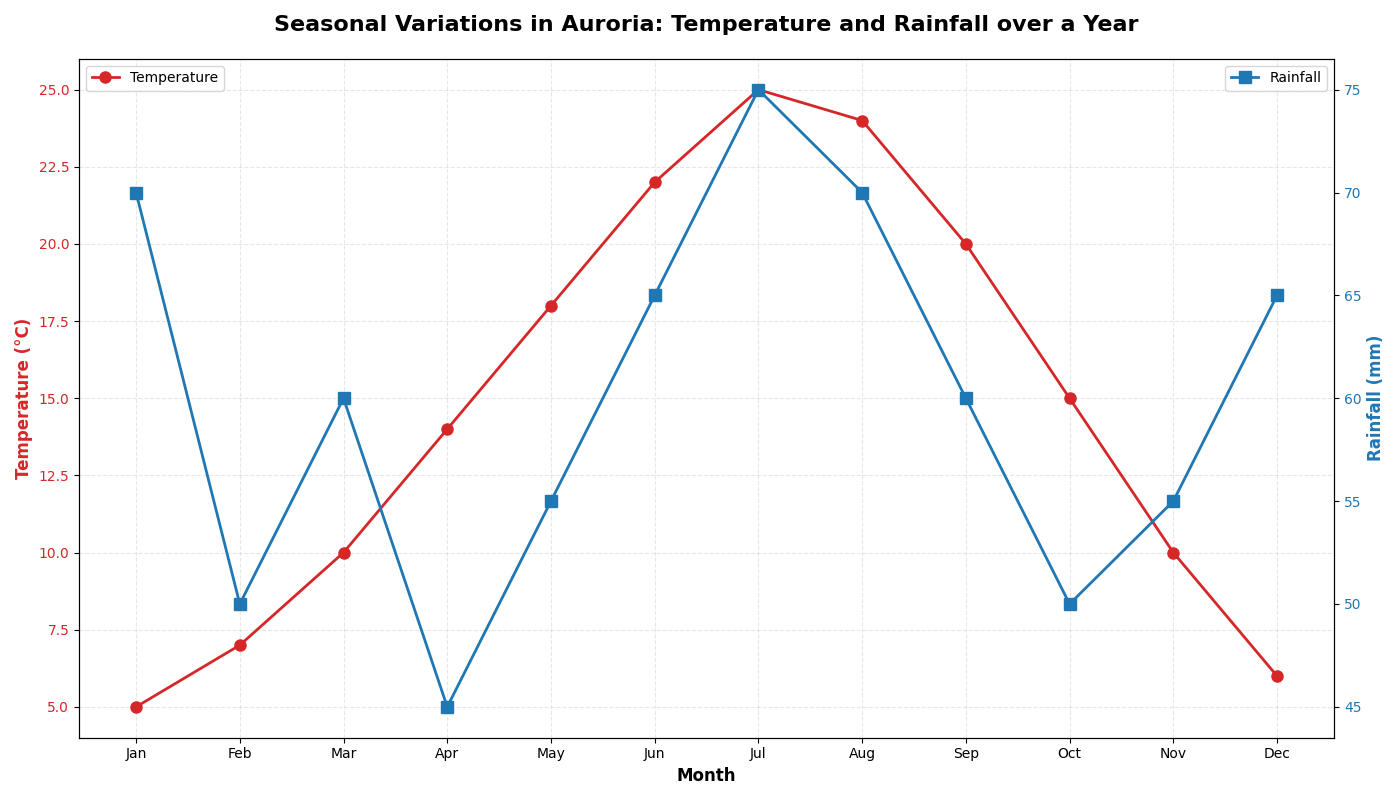 Seasonal Variations in Auroria: Temperature and Rainfall over a Year
Temperature
Rainfall
25.0
22.5
20.0
17.5
15.0
12.5
10.0
7.5
5.0
Temperature (°C)
75
70
65
60
55
50
45
Rainfall (mm)
Jan Feb Mar Apr May Jun Jul Aug Sep Oct Nov Dec
Month